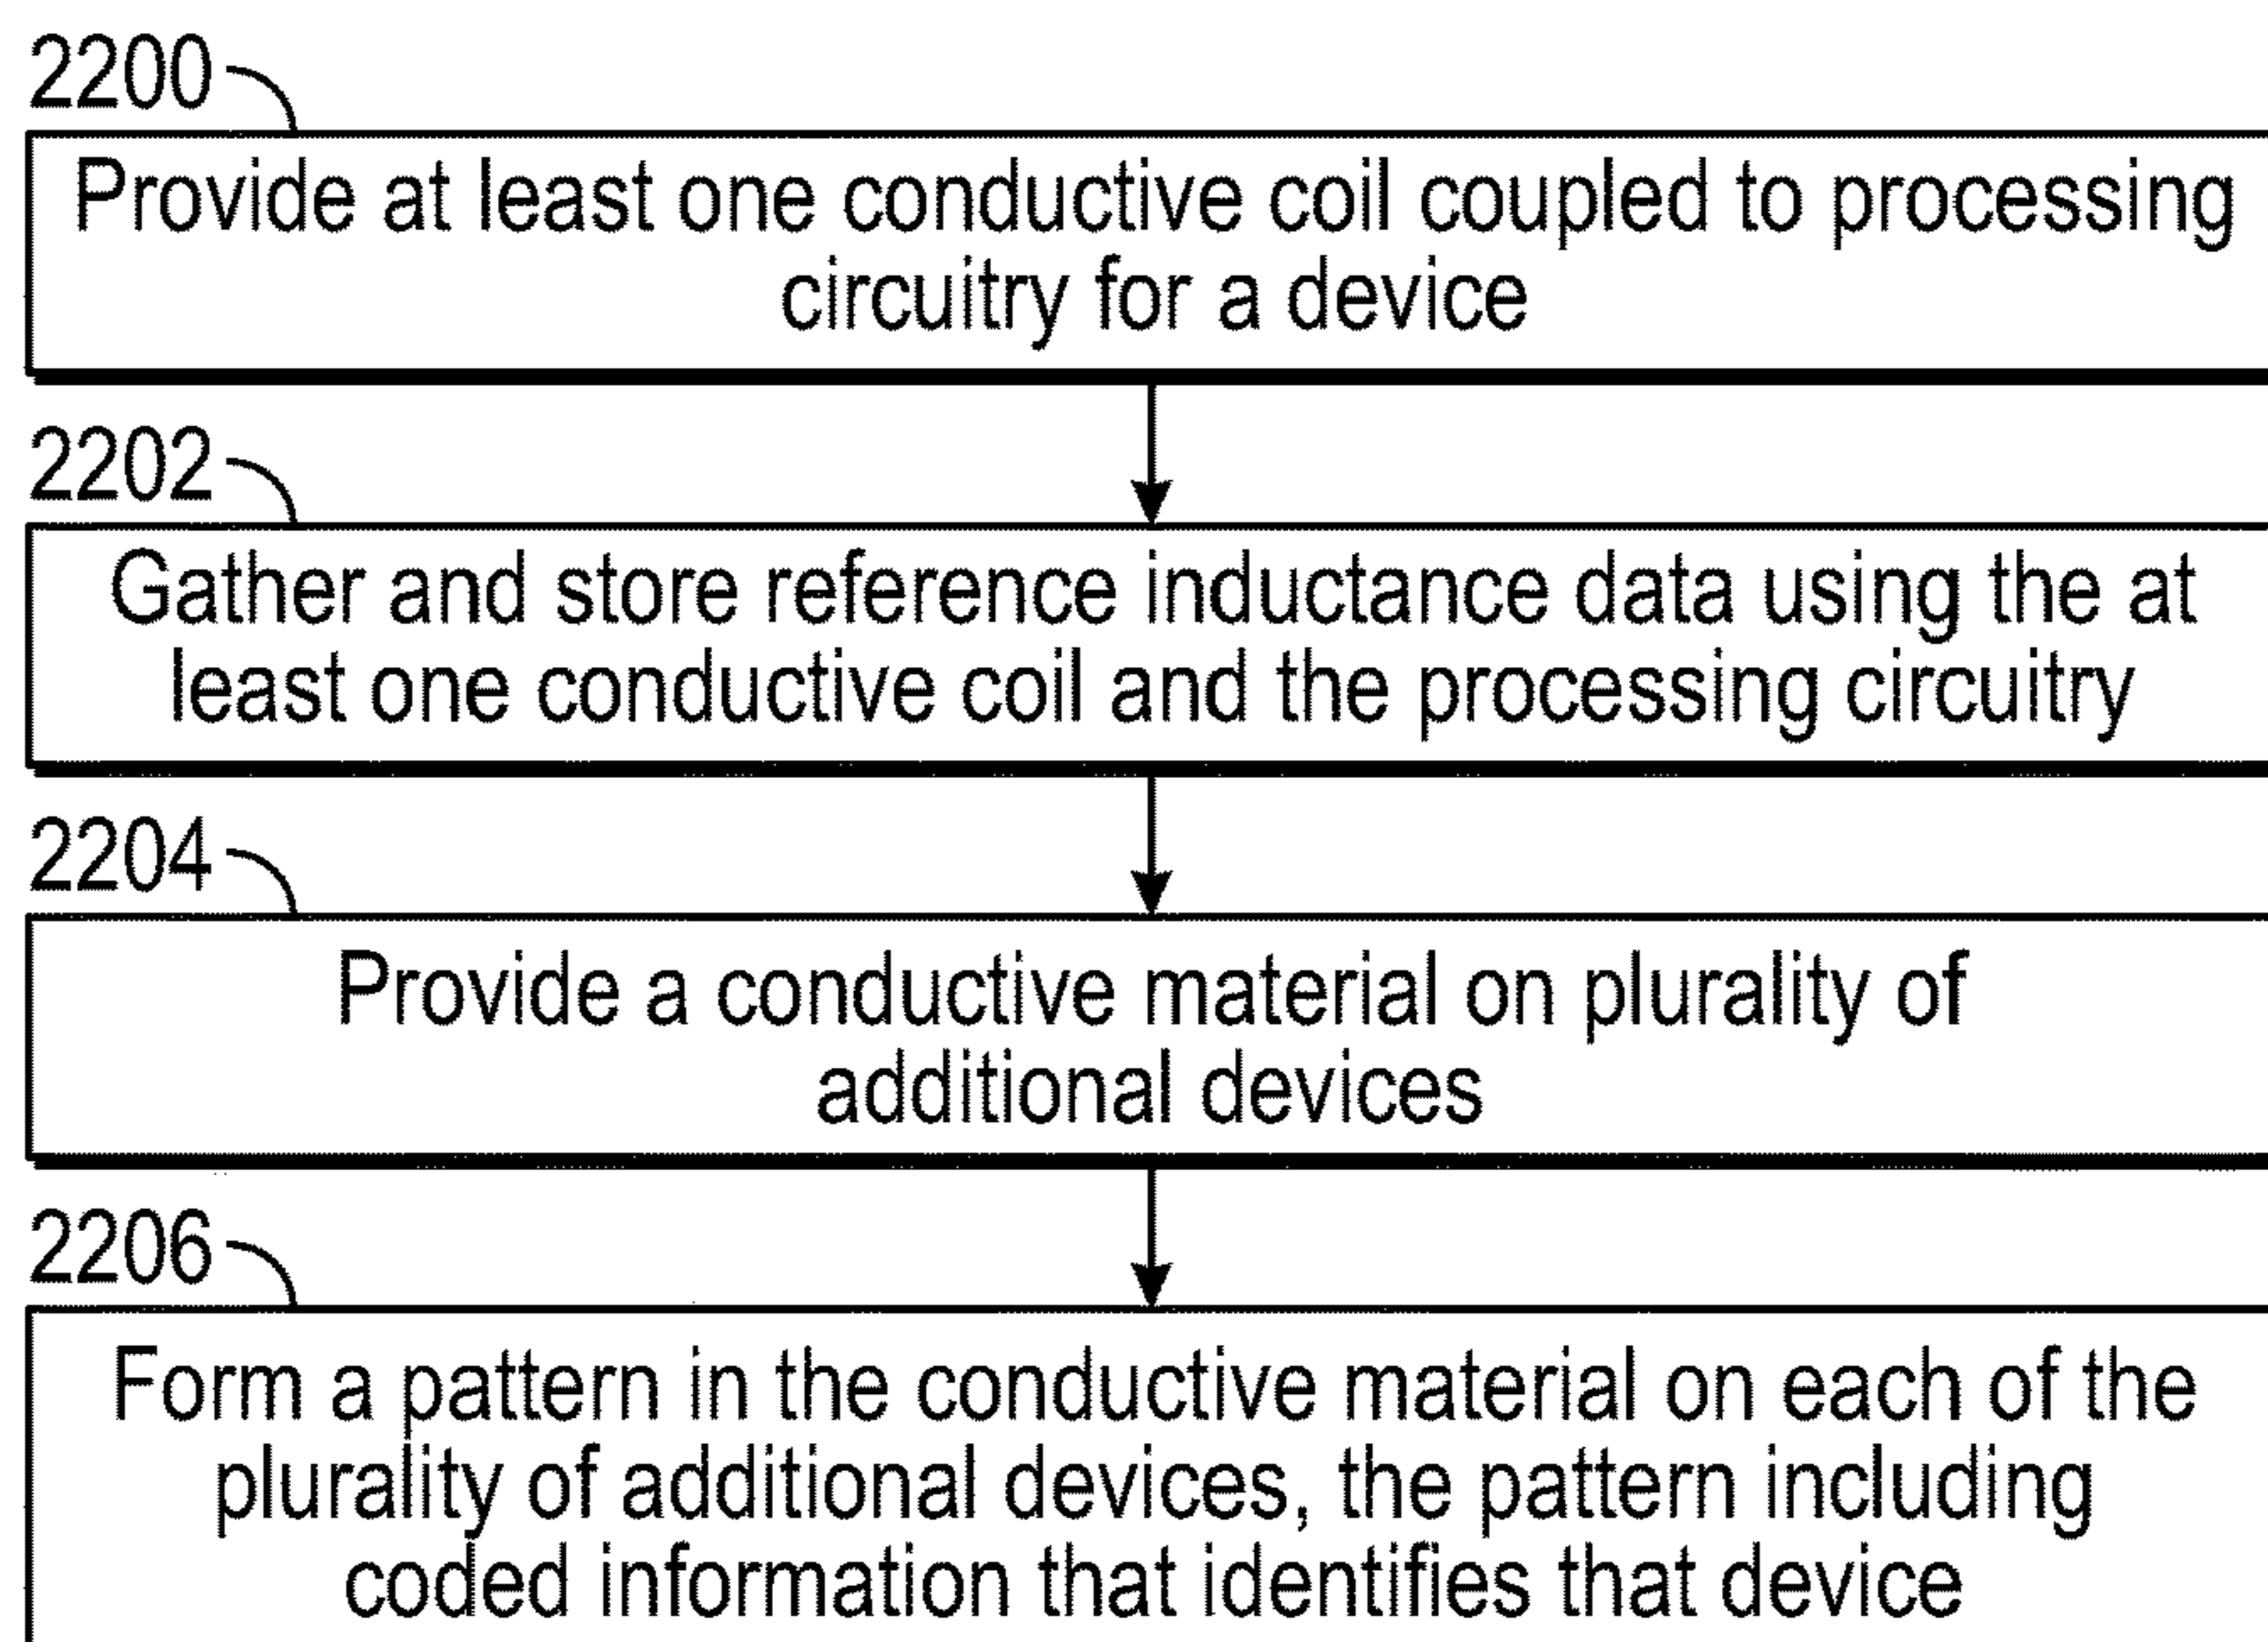 2200
Provide at least one conductive coil coupled to processing
circuitry for a device
2202
Gather and store reference inductance data using the at
least one conductive coil and the processing circuitry
2204
Provide a conductive material on plurality of
additional devices
2206
Form a pattern in the conductive material on each of the
plurality of additional devices, the pattern including
coded information that identifies that device